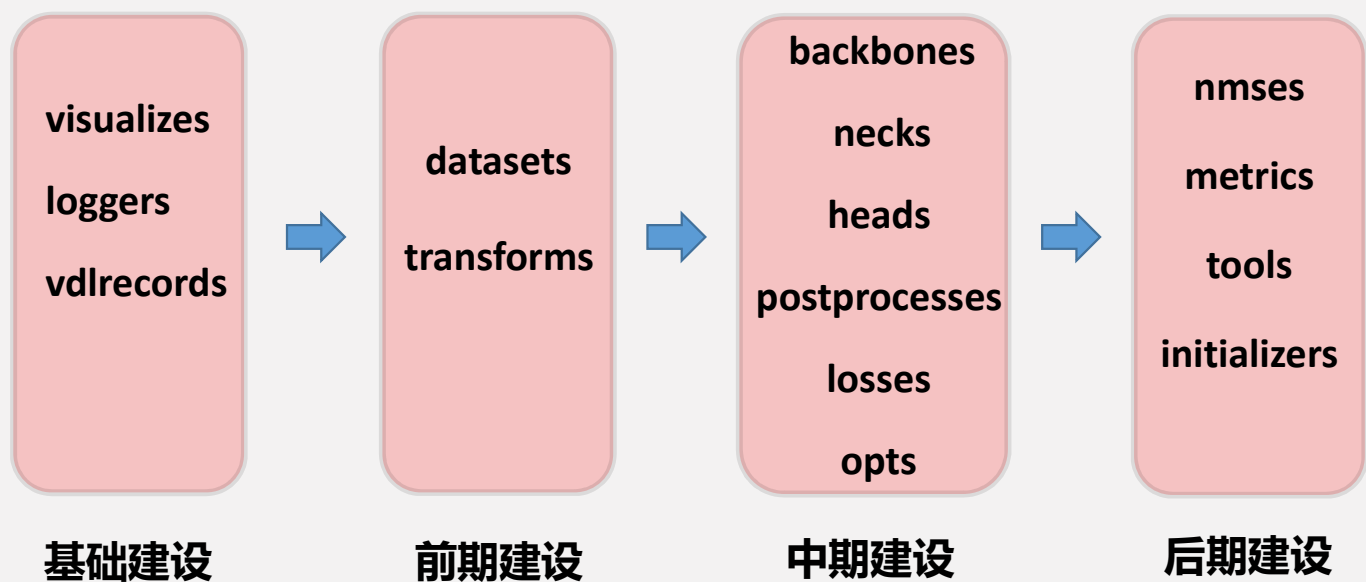 visualizes
loggers
vdlrecords
基础建设
datasets
transforms
前期建设
backbones
necks
heads
postprocesses
losses
opts
中期建设
nmses
metrics
tools
initializers
后期建设